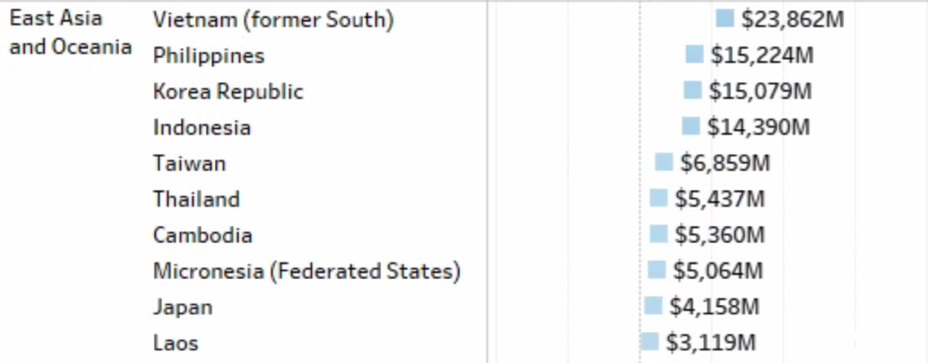 East Asia
and Oceania
Vietnam (former South) $23,862M
Philippines $15,224M
Korea Republic $15,079M
Indonesia $14,390M
Taiwan $6,859M
Thailand $5,437M
Cambodia $5,360M
Micronesia (Federated States) $5,064M
Japan $4,158M
Laos $3,119M